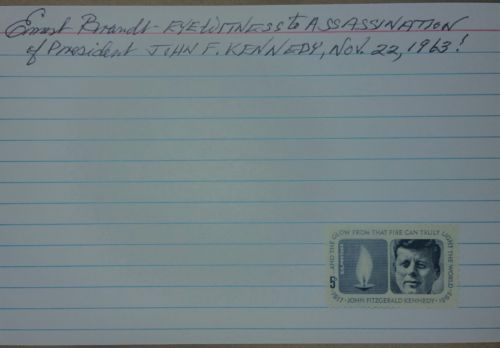 Ernest Brandt - EYEWITNESS to ASSASSINATION
of President JOHN F. KENNEDY, NOV. 22, 1963!
AND THE GLOW FROM THAT FIRE CAN TRULY LIGHT THE WORLD
5
1917 · JOHN FITZGERALD KENNEDY · 1963